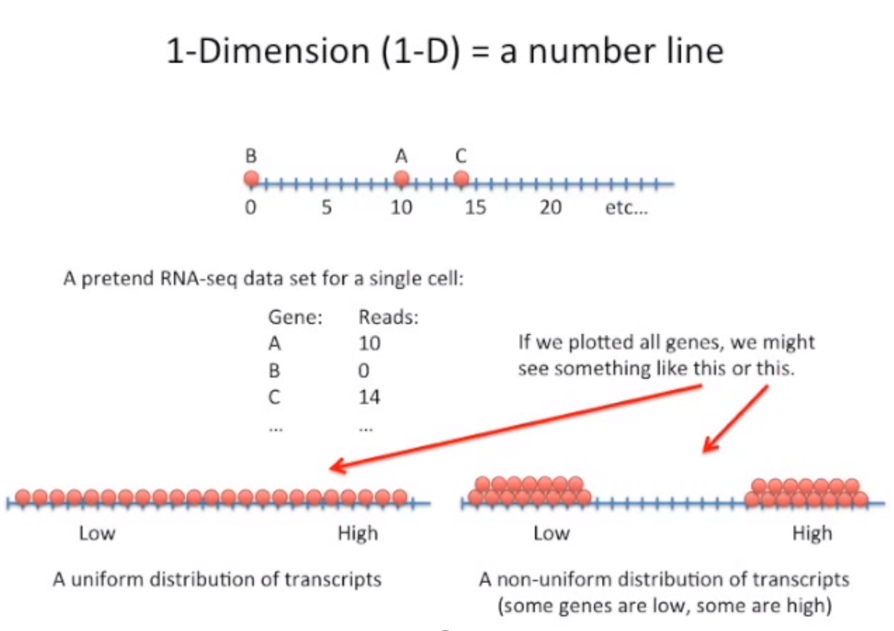 1-Dimension (1-D) = a number line
B A C
0 5 10 15 20 etc...
A pretend RNA-seq data set for a single cell:
Gene: Reads:
A 10
B 0
C 14
... ...
If we plotted all genes, we might
see something like this or this.
Low High
Low High
A uniform distribution of transcripts
A non-uniform distribution of transcripts
(some genes are low, some are high)